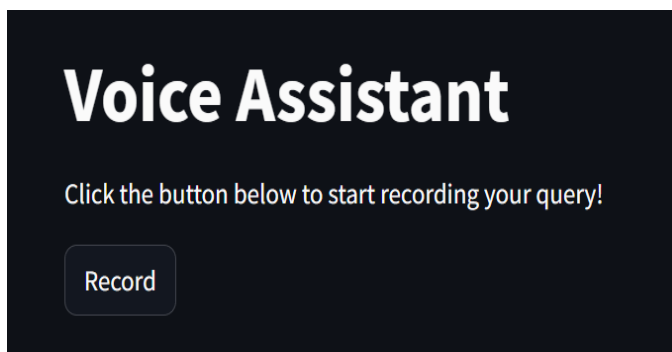 Voice Assistant
Click the button below to start recording your query!
Record